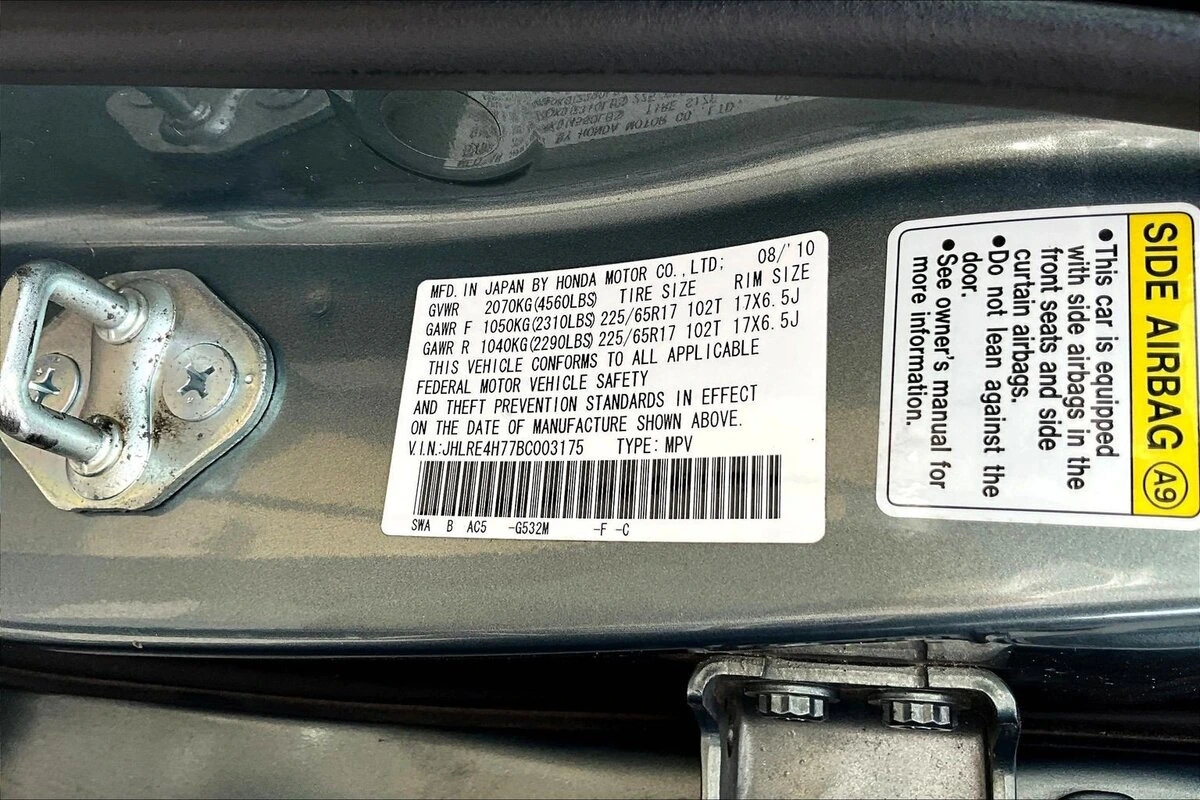 MFD. IN JAPAN BY HONDA MOTOR CO.,LTD; 08/'10
GVWR 2070KG(4560LBS) TIRE SIZE RIM SIZE
GAWR F 1050KG(2310LBS) 225/65R17 102T 17X6.5J
GAWR R 1040KG(2290LBS) 225/65R17 102T 17X6.5J
THIS VEHICLE CONFORMS TO ALL APPLICABLE
FEDERAL MOTOR VEHICLE SAFETY
AND THEFT PREVENTION STANDARDS IN EFFECT
ON THE DATE OF MANUFACTURE SHOWN ABOVE.
V.I.N.:JHLRE4H77BC003175 TYPE: MPV
SWA B AC5 -G532M -F -C
SIDE AIRBAG A9
•This car is equipped
with side airbags in the
front seats and side
curtain airbags.
•Do not lean against the
door.
•See owner's manual for
more information.